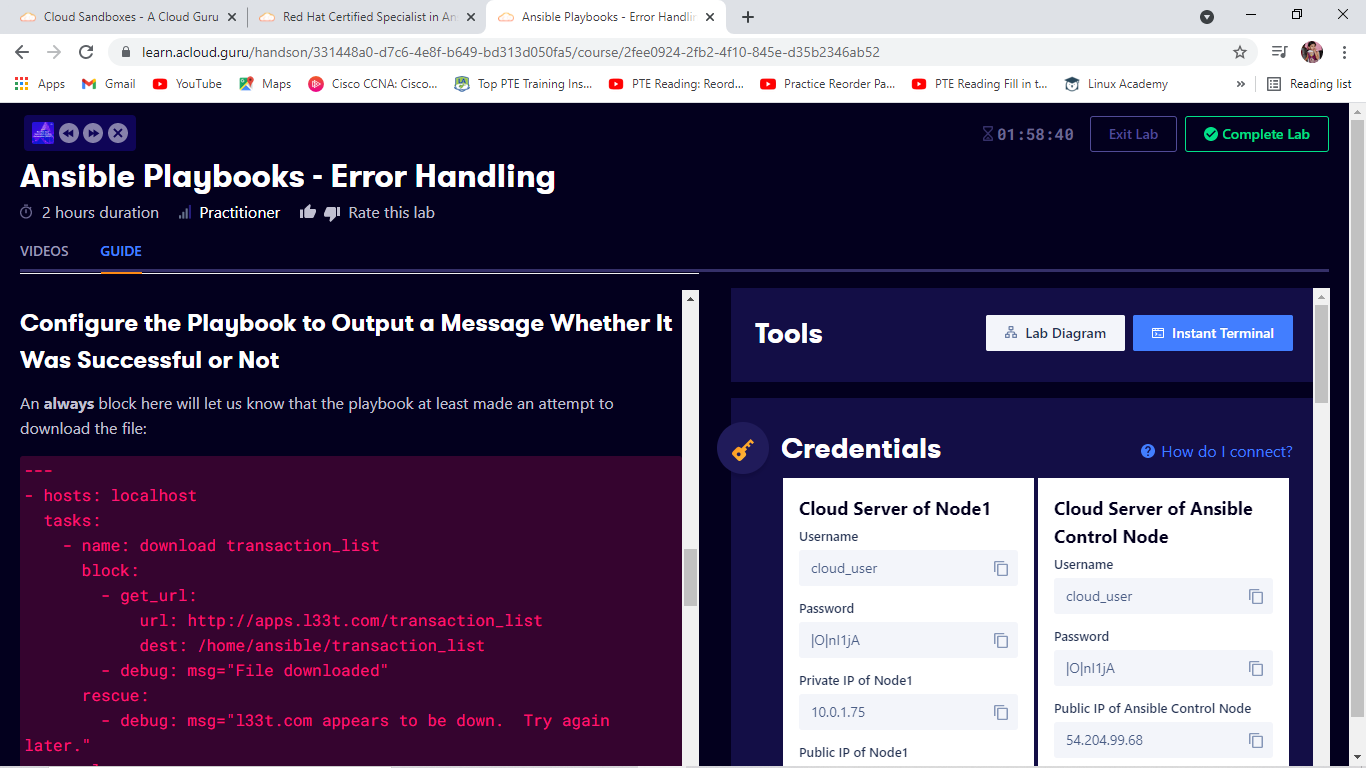 Cloud Sandboxes - A Cloud Guru
Red Hat Certified Specialist in An
Ansible Playbooks - Error Handlin
learn.acloud.guru/handson/331448a0-d7c6-4e8f-b649-bd313d050fa5/course/2fee0924-2fb2-4f10-845e-d35b2346ab52
Apps
Gmail
YouTube
Maps
Cisco CCNA: Cisco...
Top PTE Training Ins...
PTE Reading: Reord...
Practice Reorder Pa...
PTE Reading Fill in t...
Linux Academy
»
Reading list
01:58:40
Exit Lab
Complete Lab
Ansible Playbooks - Error Handling
2 hours duration
Practitioner
Rate this lab
VIDEOS
GUIDE
Configure the Playbook to Output a Message Whether It
Was Successful or Not
An always block here will let us know that the playbook at least made an attempt to
download the file:
---
- hosts: localhost
  tasks:
    - name: download transaction_list
      block:
        - get_url:
            url: http://apps.l33t.com/transaction_list
            dest: /home/ansible/transaction_list
        - debug: msg="File downloaded"
      rescue:
        - debug: msg="l33t.com appears to be down.  Try again
later."
Tools
Lab Diagram
Instant Terminal
Credentials
How do I connect?
Cloud Server of Node1
Username
cloud_user
Password
|O|nI1jA
Private IP of Node1
10.0.1.75
Public IP of Node1
Cloud Server of Ansible
Control Node
Username
cloud_user
Password
|O|nI1jA
Public IP of Ansible Control Node
54.204.99.68